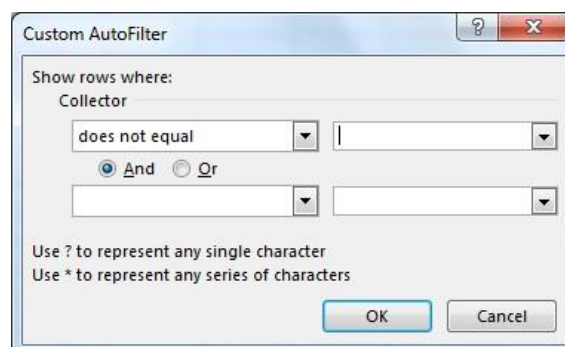 Custom AutoFilter
?
X
Show rows where:
Collector
does not equal
And Or
Use ? to represent any single character
Use * to represent any series of characters
OK Cancel